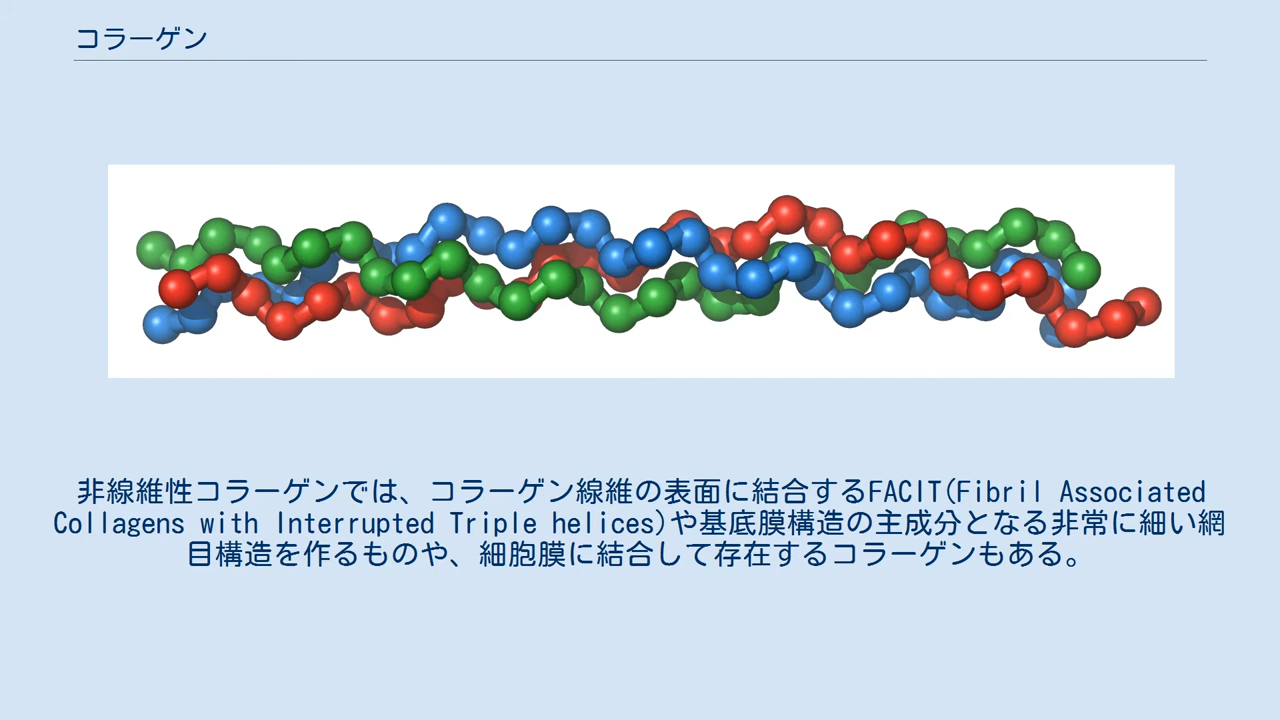 コラーゲン
非線維性コラーゲンでは、コラーゲン線維の表面に結合するFACIT(Fibril Associated
Collagens with Interrupted Triple helices)や基底膜構造の主成分となる非常に細い網
目構造を作るものや、細胞膜に結合して存在するコラーゲンもある。